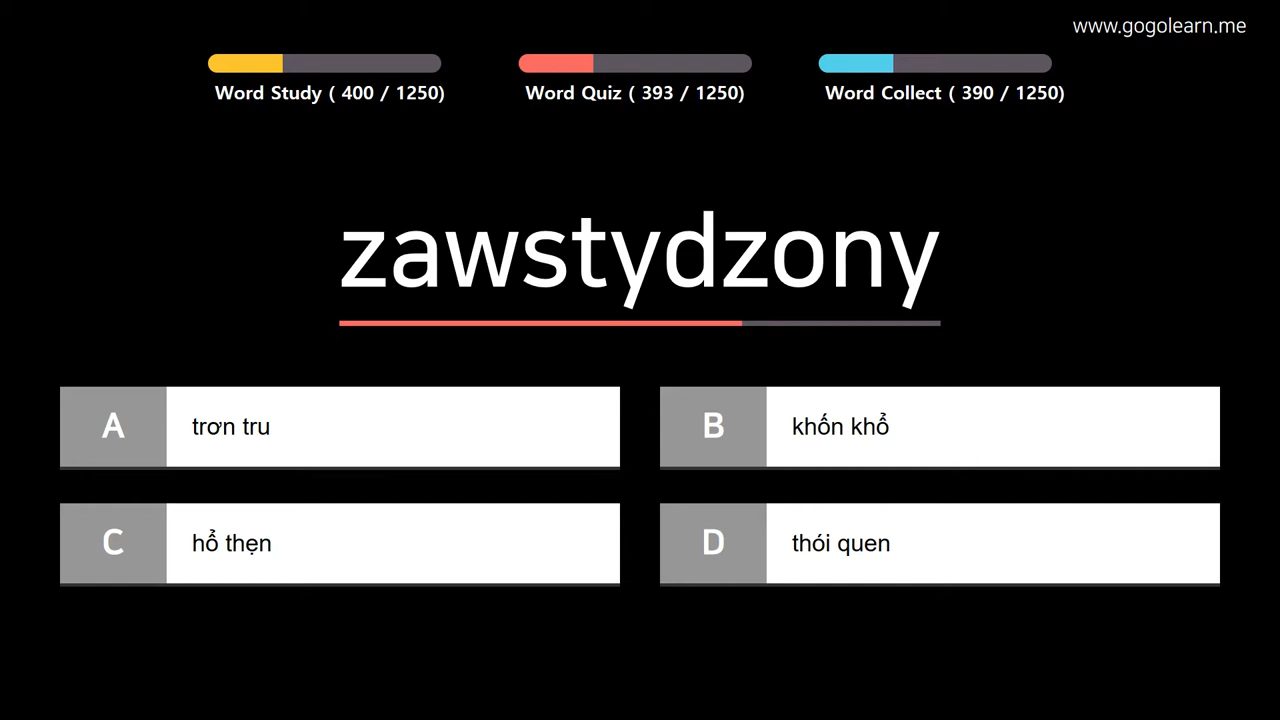 www.gogolearn.me
Word Study ( 400 / 1250)
Word Quiz ( 393 / 1250)
Word Collect ( 390 / 1250)
zawstydzony
A
trơn tru
B
khốn khổ
C
hổ thẹn
D
thói quen